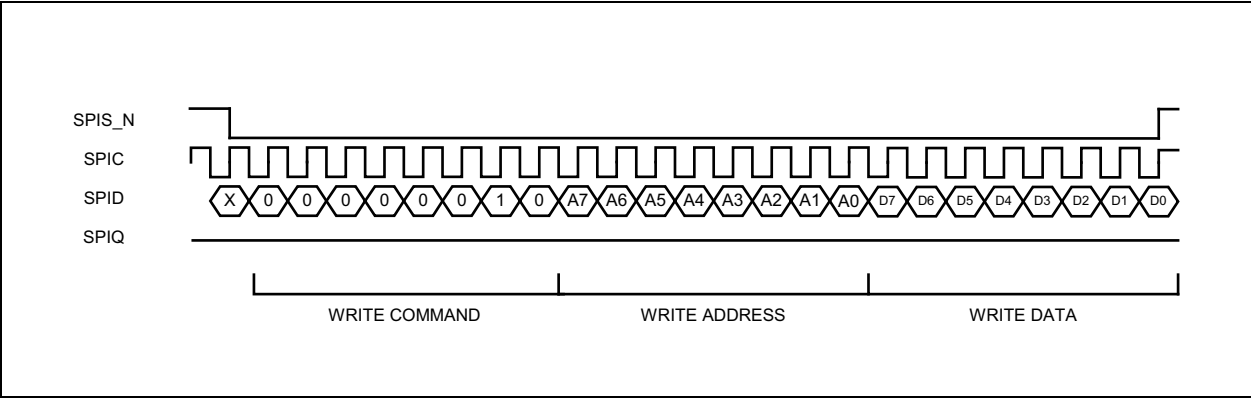 SPIS_N
SPIC
SPID X 0 0 0 0 0 0 1 0 A7 A6 A5 A4 A3 A2 A1 A0 D7 D6 D5 D4 D3 D2 D1 D0
SPIQ
WRITE COMMAND WRITE ADDRESS WRITE DATA